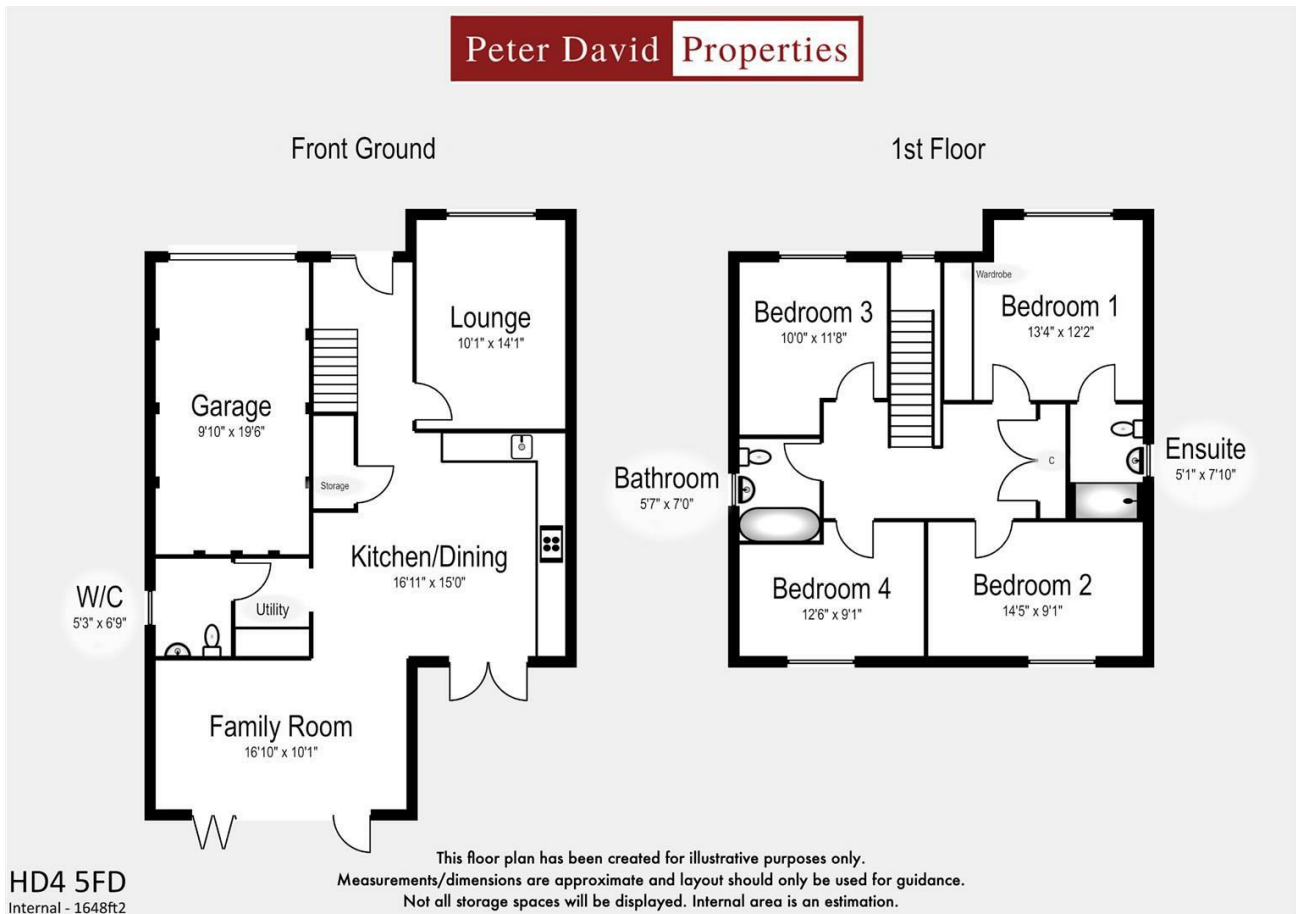 Peter David Properties
Front Ground
1st Floor
Lounge
10'1" x 14'1"
Garage
9'10" x 19'6"
Storage
Kitchen/Dining
16'11" x 15'0"
W/C
5'3" x 6'9"
Utility
Family Room
16'10" x 10'1"
Wardrobe
Bedroom 1
13'4" x 12'2"
Bedroom 3
10'0" x 11'8"
C
Ensuite
5'1" x 7'10"
Bathroom
5'7" x 7'0"
Bedroom 4
12'6" x 9'1"
Bedroom 2
14'5" x 9'1"
This floor plan has been created for illustrative purposes only.
Measurements/dimensions are approximate and layout should only be used for guidance.
Not all storage spaces will be displayed. Internal area is an estimation.
HD4 5FD
Internal - 1648ft2